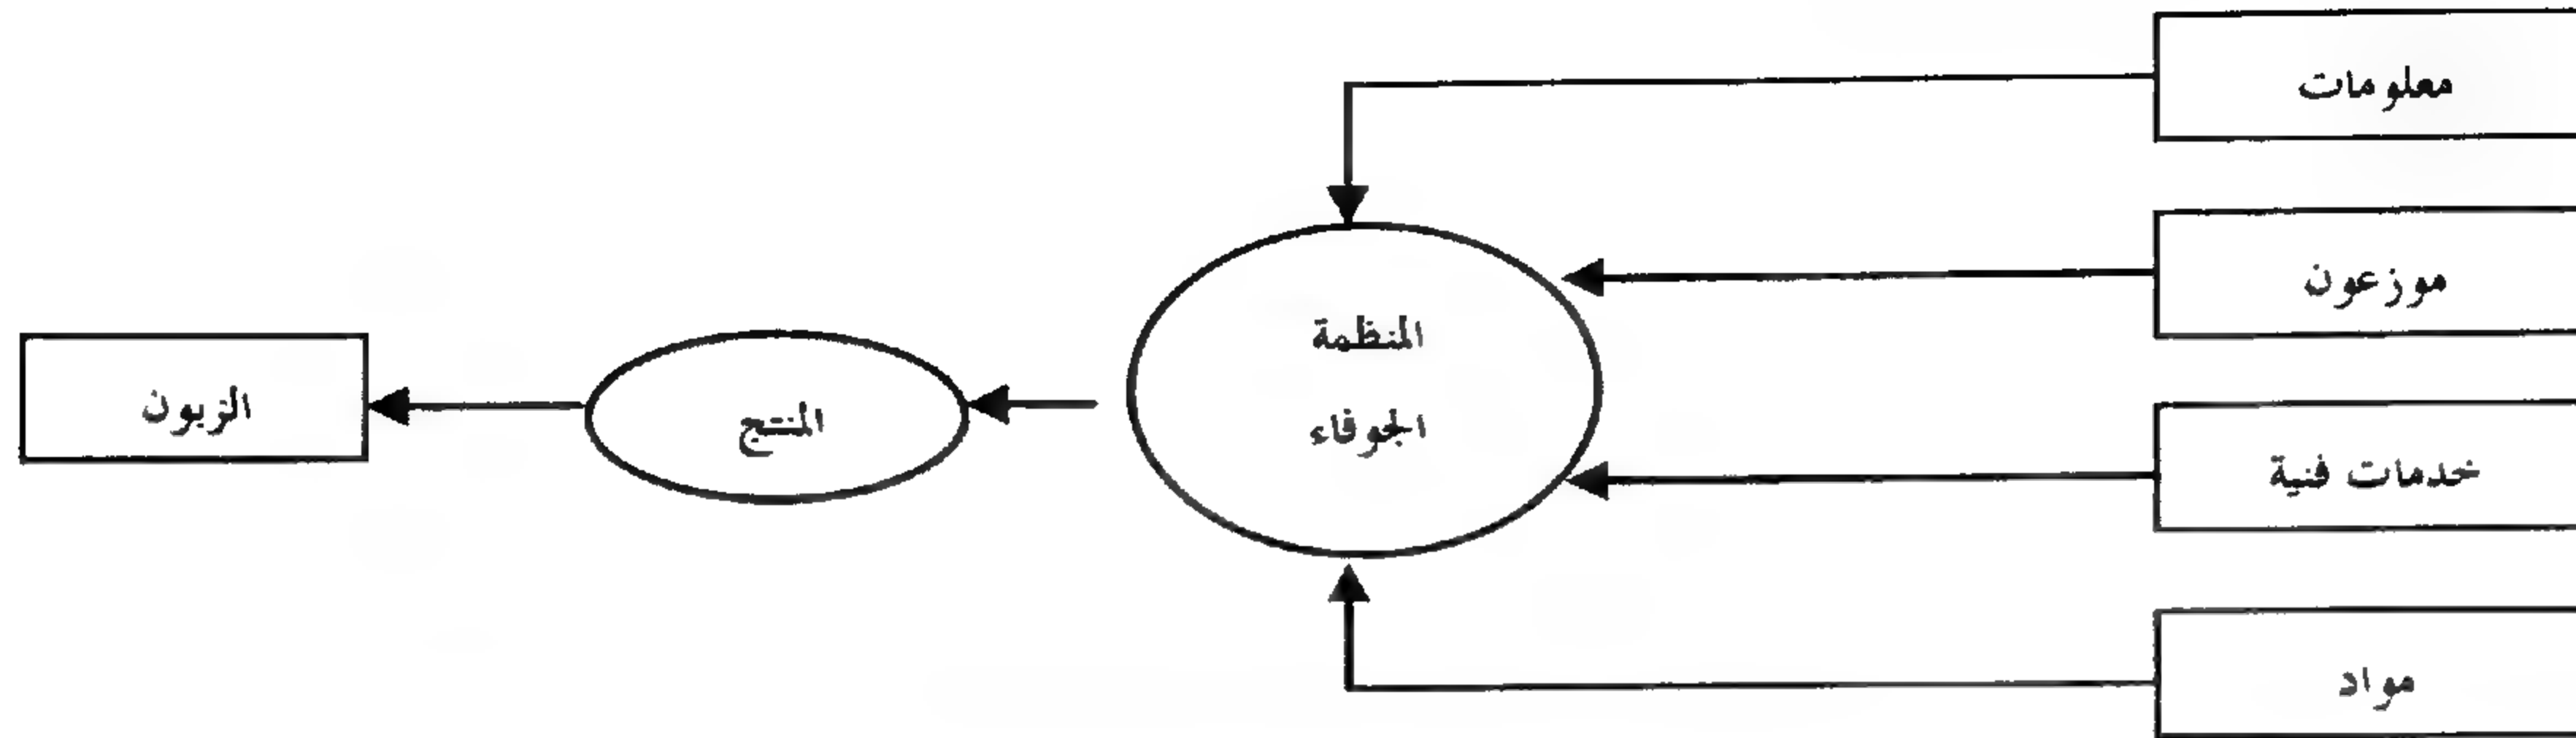 معلومات
موزعون
المنظمة
الجوفاء
الزبون
المنتج
خدمات فنية
مواد